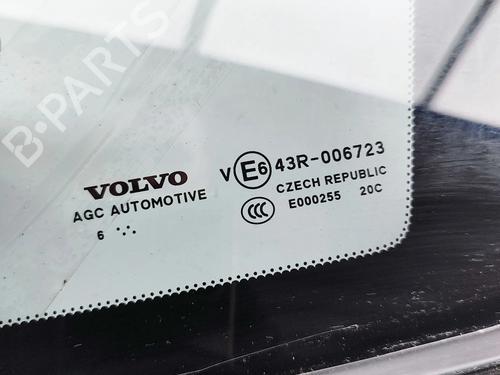 B-PARTS
VOLVO
AGC AUTOMOTIVE
6
V E6 43R-006723
CZECH REPUBLIC
CCC E000255 20C